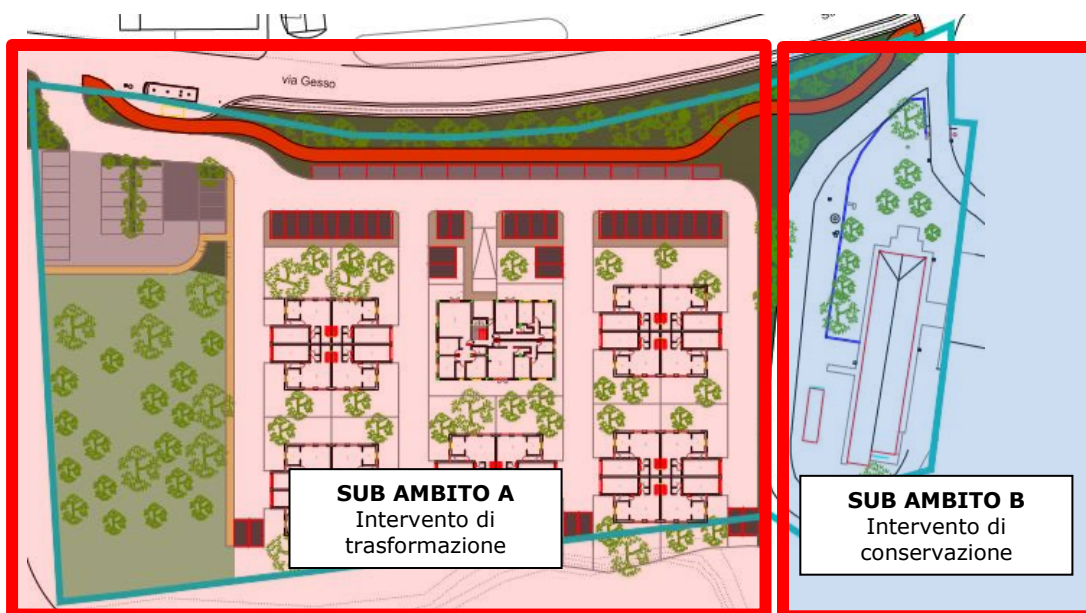 via Gesso
SUB AMBITO A
Intervento di
trasformazione
SUB AMBITO B
Intervento di
conservazione